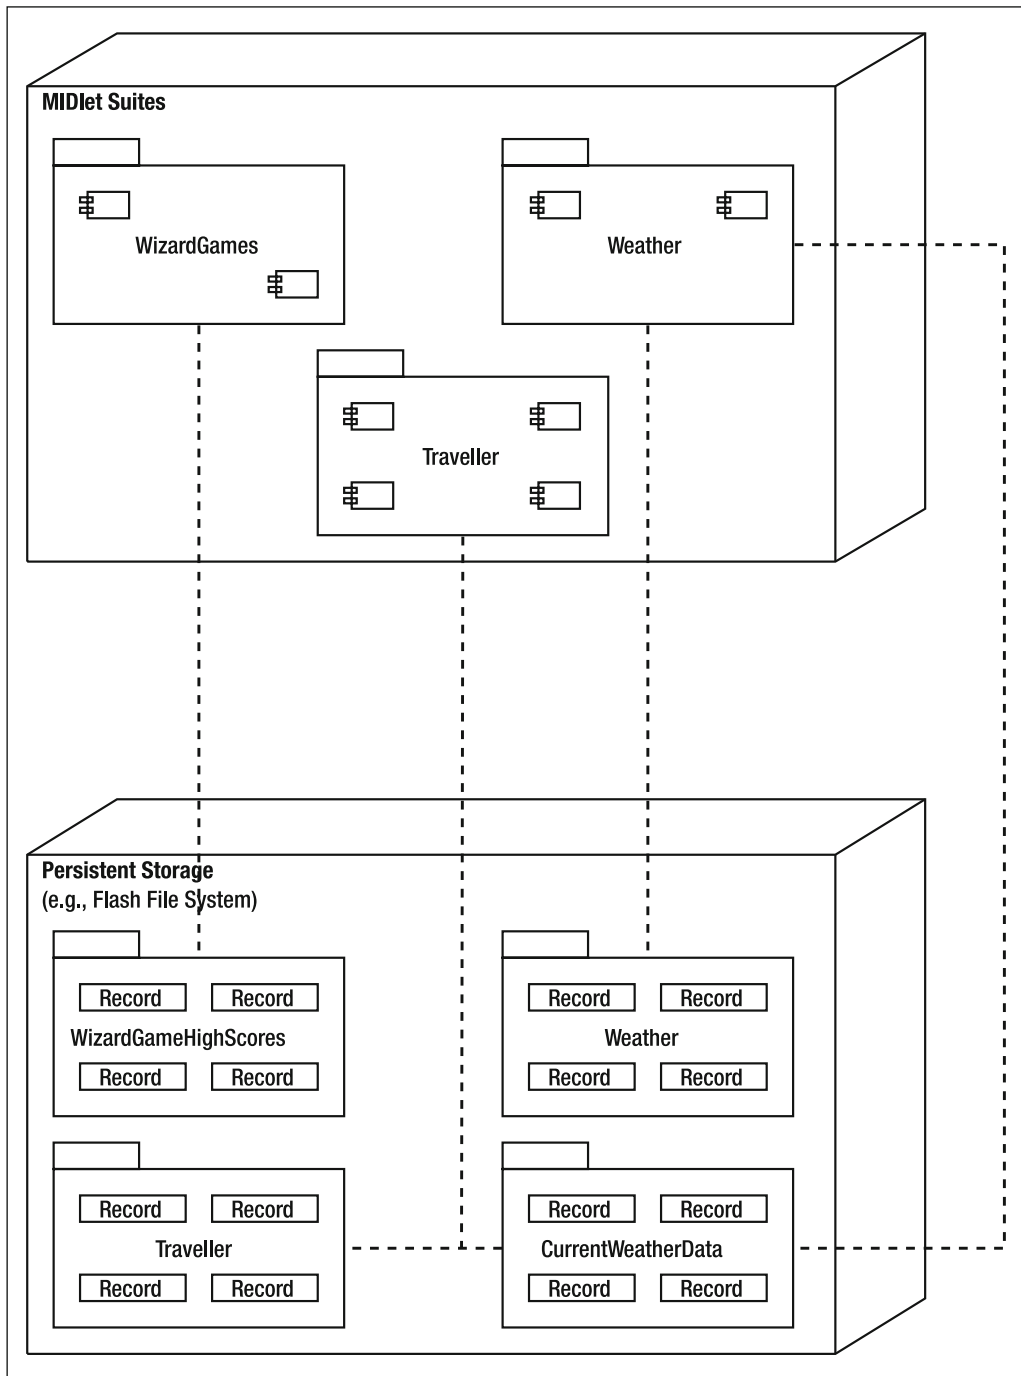 MIDlet Suites
WizardGames
Weather
Traveller
Persistent Storage
(e.g., Flash File System)
Record Record
WizardGameHighScores
Record Record
Record Record
Weather
Record Record
Record Record
Traveller
Record Record
Record Record
CurrentWeatherData
Record Record